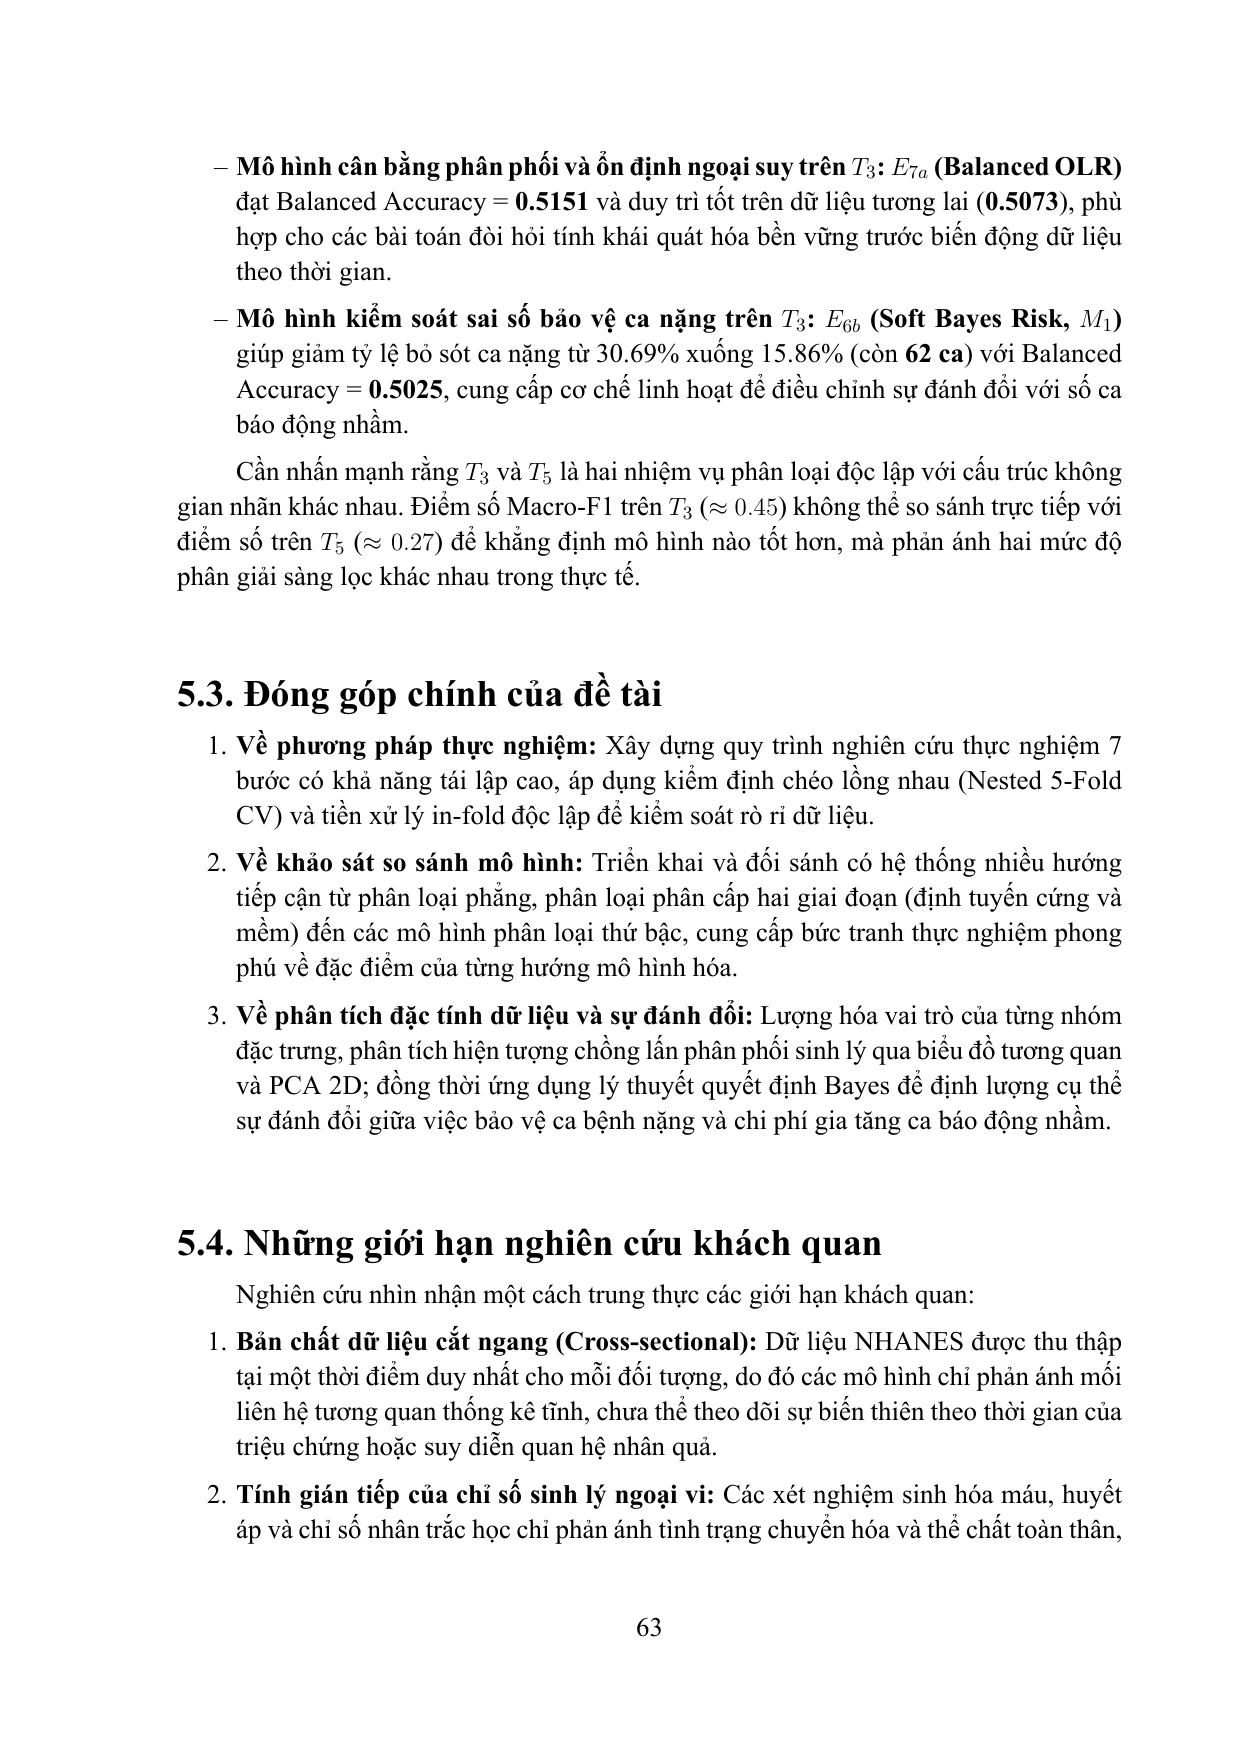 – Mô hình cân bằng phân phối và ổn định ngoại suy trên T3: E7a (Balanced OLR)
đạt Balanced Accuracy = 0.5151 và duy trì tốt trên dữ liệu tương lai (0.5073), phù
hợp cho các bài toán đòi hỏi tính khái quát hóa bền vững trước biến động dữ liệu
theo thời gian.
– Mô hình kiểm soát sai số bảo vệ ca nặng trên T3: E6b (Soft Bayes Risk, M1)
giúp giảm tỷ lệ bỏ sót ca nặng từ 30.69% xuống 15.86% (còn 62 ca) với Balanced
Accuracy = 0.5025, cung cấp cơ chế linh hoạt để điều chỉnh sự đánh đổi với số ca
báo động nhầm.
Cần nhấn mạnh rằng T3 và T5 là hai nhiệm vụ phân loại độc lập với cấu trúc không
gian nhãn khác nhau. Điểm số Macro-F1 trên T3 (≈ 0.45) không thể so sánh trực tiếp với
điểm số trên T5 (≈ 0.27) để khẳng định mô hình nào tốt hơn, mà phản ánh hai mức độ
phân giải sàng lọc khác nhau trong thực tế.
5.3. Đóng góp chính của đề tài
1. Về phương pháp thực nghiệm: Xây dựng quy trình nghiên cứu thực nghiệm 7
bước có khả năng tái lập cao, áp dụng kiểm định chéo lồng nhau (Nested 5-Fold
CV) và tiền xử lý in-fold độc lập để kiểm soát rò rỉ dữ liệu.
2. Về khảo sát so sánh mô hình: Triển khai và đối sánh có hệ thống nhiều hướng
tiếp cận từ phân loại phẳng, phân loại phân cấp hai giai đoạn (định tuyến cứng và
mềm) đến các mô hình phân loại thứ bậc, cung cấp bức tranh thực nghiệm phong
phú về đặc điểm của từng hướng mô hình hóa.
3. Về phân tích đặc tính dữ liệu và sự đánh đổi: Lượng hóa vai trò của từng nhóm
đặc trưng, phân tích hiện tượng chồng lấn phân phối sinh lý qua biểu đồ tương quan
và PCA 2D; đồng thời ứng dụng lý thuyết quyết định Bayes để định lượng cụ thể
sự đánh đổi giữa việc bảo vệ ca bệnh nặng và chi phí gia tăng ca báo động nhầm.
5.4. Những giới hạn nghiên cứu khách quan
Nghiên cứu nhìn nhận một cách trung thực các giới hạn khách quan:
1. Bản chất dữ liệu cắt ngang (Cross-sectional): Dữ liệu NHANES được thu thập
tại một thời điểm duy nhất cho mỗi đối tượng, do đó các mô hình chỉ phản ánh mối
liên hệ tương quan thống kê tĩnh, chưa thể theo dõi sự biến thiên theo thời gian của
triệu chứng hoặc suy diễn quan hệ nhân quả.
2. Tính gián tiếp của chỉ số sinh lý ngoại vi: Các xét nghiệm sinh hóa máu, huyết
áp và chỉ số nhân trắc học chỉ phản ánh tình trạng chuyển hóa và thể chất toàn thân,
63